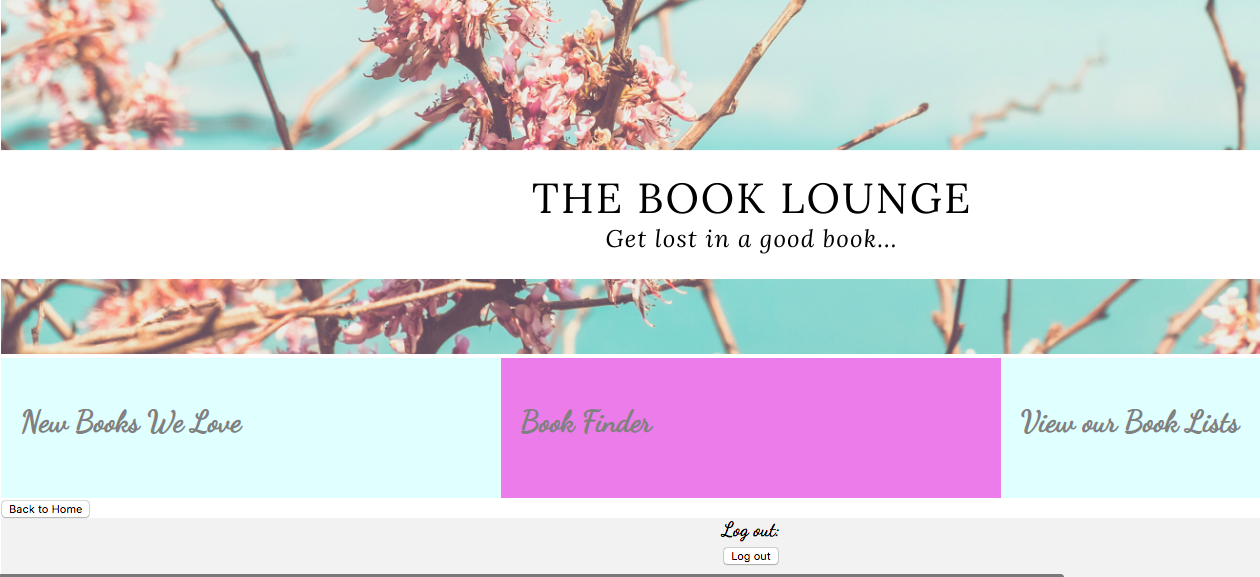 THE BOOK LOUNGE
Get lost in a good book...
New Books We Love
Book Finder
View our Book Lists
Back to Home
Log out:
Log out